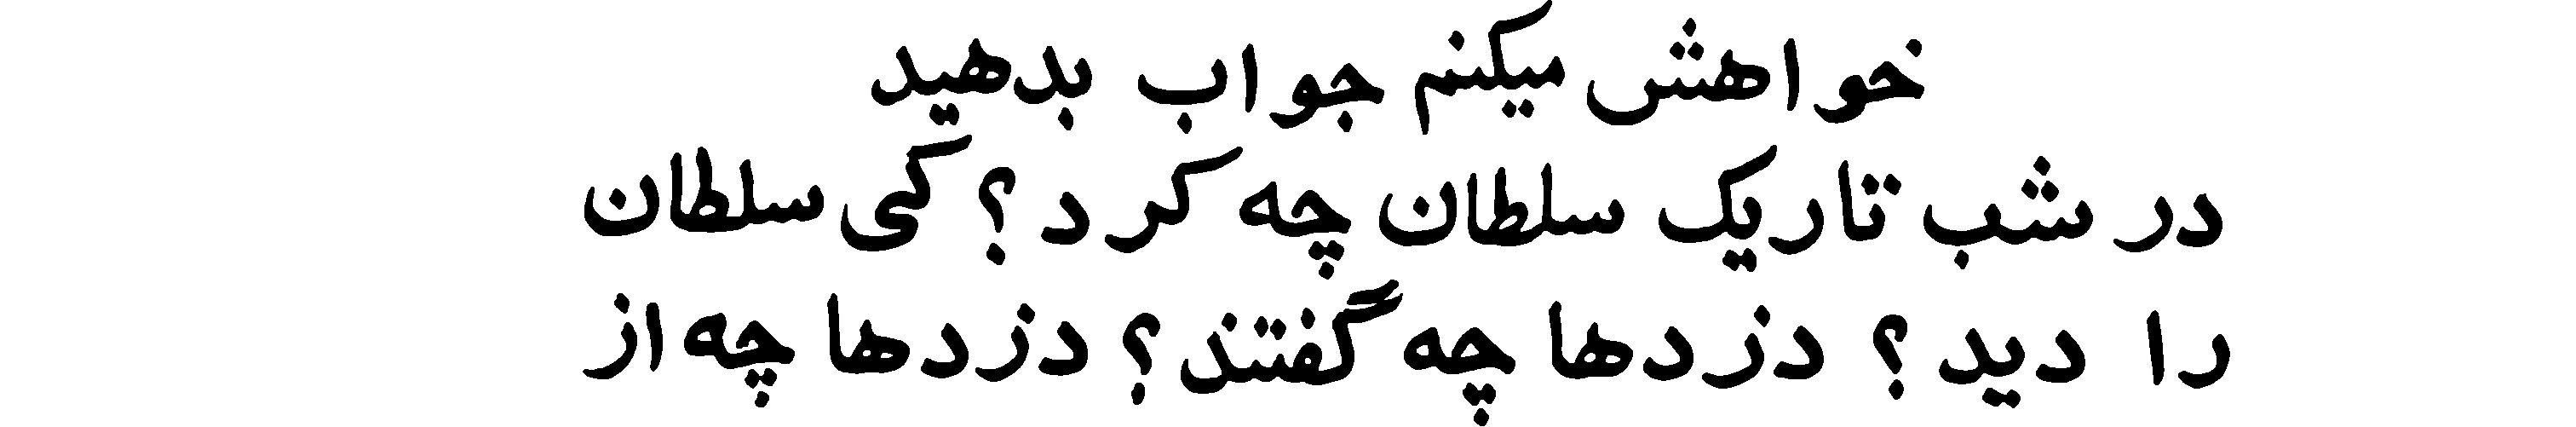 خواهش میکنم جواب بدهید
در شب تاریک سلطان چه کرد؟ کی سلطان
را دید؟ دزدها چه گفتند؟ دزدها چه از